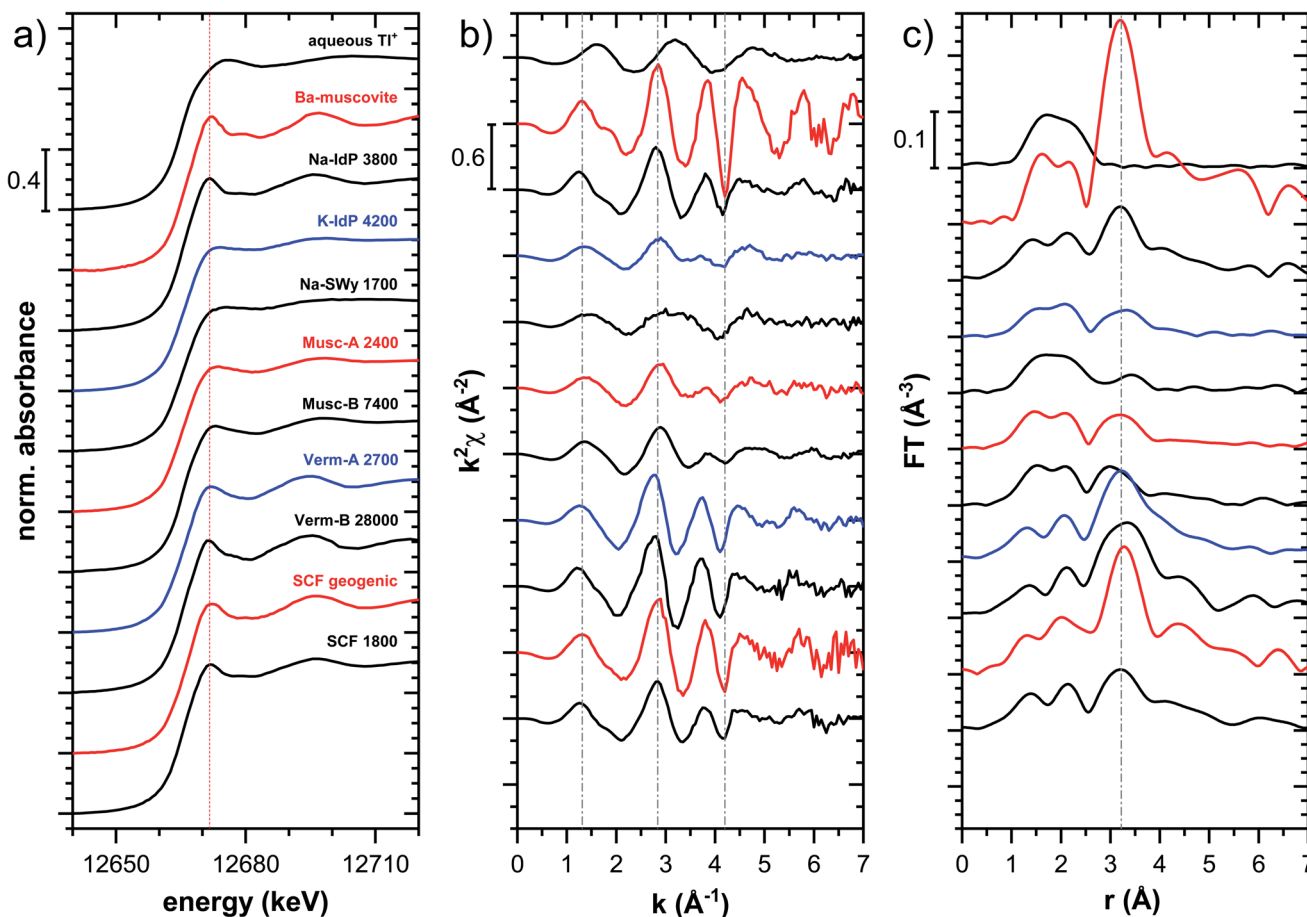 a)
aqueous Tl⁺
Ba-muscovite
Na-IdP 3800
K-IdP 4200
Na-SWy 1700
Musc-A 2400
Musc-B 7400
Verm-A 2700
Verm-B 28000
SCF geogenic
SCF 1800
0.4
norm. absorbance
12650 12680 12710
energy (keV)
b)
0.6
k²χ (Å⁻²)
0 1 2 3 4 5 6 7
k (Å⁻¹)
c)
0.1
FT (Å⁻³)
0 1 2 3 4 5 6 7
r (Å)